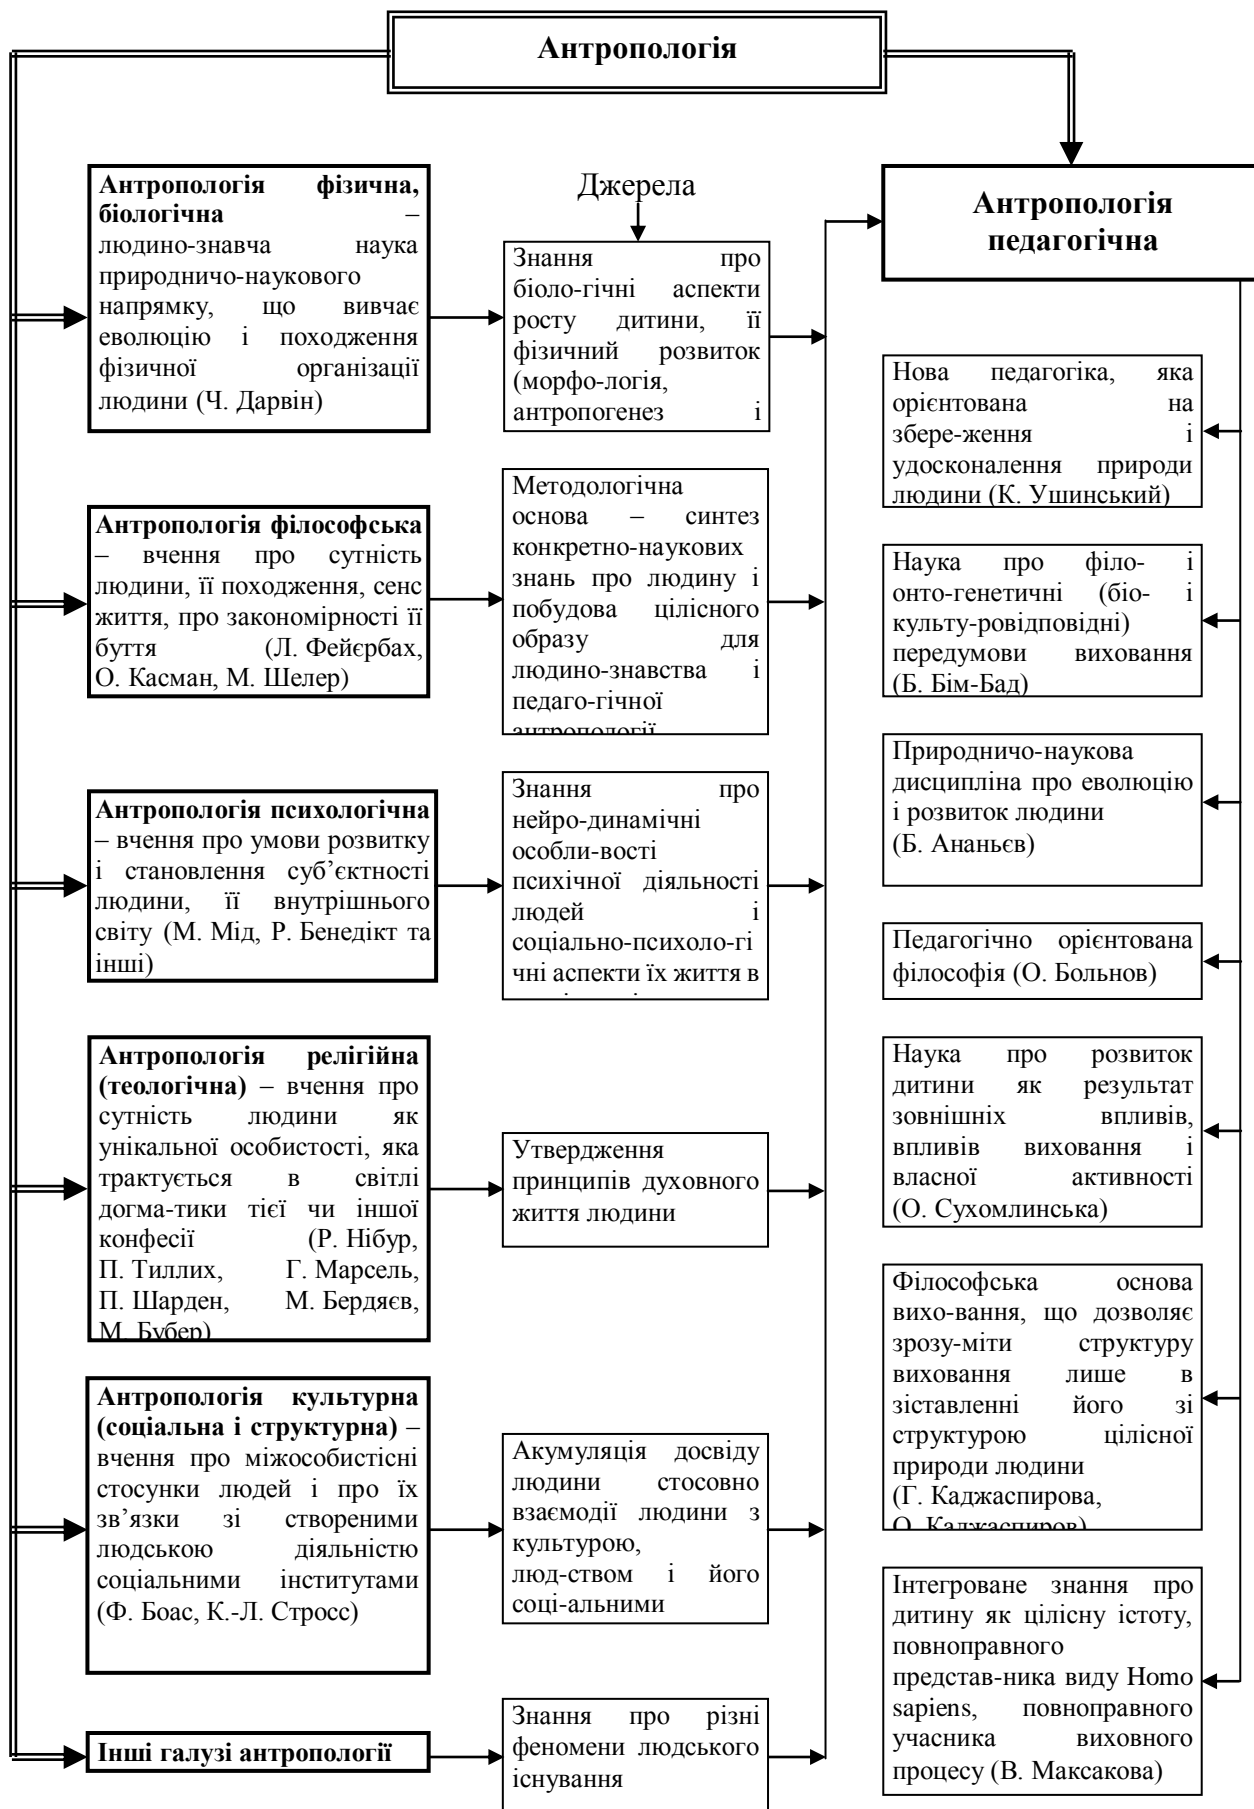 Антропологія
Антропологія фізична,
біологічна –
людино-знавча наука
природничо-наукового
напрямку, що вивчає
еволюцію і походження
фізичної організації
людини (Ч. Дарвін)
Джерела
Знання про
біоло-гічні аспекти
росту дитини, її
фізичний розвиток
(морфо-логія,
антропогенез і
Антропологія
педагогічна
Антропологія філософська
– вчення про сутність
людини, її походження, сенс
життя, про закономірності її
буття (Л. Фейєрбах,
О. Касман, М. Шелер)
Методологічна
основа – синтез
конкретно-наукових
знань про людину і
побудова цілісного
образу для
людино-знавства і
педаго-гічної
антропології
Антропологія психологічна
– вчення про умови розвитку
і становлення суб’єктності
людини, її внутрішнього
світу (М. Мід, Р. Бенедікт та
інші)
Знання про
нейро-динамічні
особли-вості
психічної діяльності
людей і
соціально-психоло-гі
чні аспекти їх життя в
Антропологія релігійна
(теологічна) – вчення про
сутність людини як
унікальної особистості, яка
трактується в світлі
догма-тики тієї чи іншої
конфесії (Р. Нібур,
П. Тиллих, Г. Марсель,
П. Шарден, М. Бердяєв,
М. Бубер)
Утвердження
принципів духовного
життя людини
Антропологія культурна
(соціальна і структурна) –
вчення про міжособистісні
стосунки людей і про їх
зв’язки зі створеними
людською діяльністю
соціальними інститутами
(Ф. Боас, К.-Л. Стросс)
Акумуляція досвіду
людини стосовно
взаємодії людини з
культурою,
люд-ством і його
соці-альними
Інші галузі антропології
Знання про різні
феномени людського
існування
Нова педагогіка, яка
орієнтована на
збере-ження і
удосконалення природи
людини (К. Ушинський)
Наука про філо- і
онто-генетичні (біо- і
культу-ровідповідні)
передумови виховання
(Б. Бім-Бад)
Природничо-наукова
дисципліна про еволюцію
і розвиток людини
(Б. Ананьєв)
Педагогічно орієнтована
філософія (О. Больнов)
Наука про розвиток
дитини як результат
зовнішніх впливів,
впливів виховання і
власної активності
(О. Сухомлинська)
Філософська основа
вихо-вання, що дозволяє
зрозу-міти структуру
виховання лише в
зіставленні його зі
структурою цілісної
природи людини
(Г. Каджаспирова,
О. Каджаспиров)
Інтегроване знання про
дитину як цілісну істоту,
повноправного
представ-ника виду Homo
sapiens, повноправного
учасника виховного
процесу (В. Максакова)